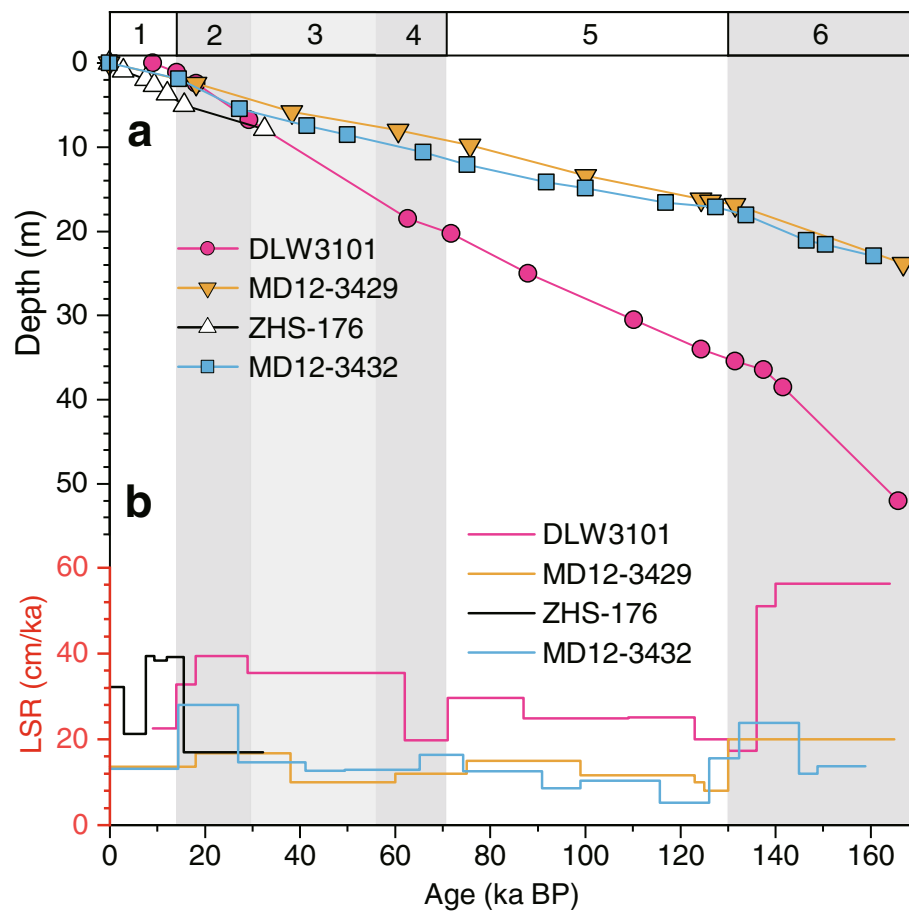 1 2 3 4 5 6
0
10
20
30
40
50
Depth (m)
a
DLW3101
MD12-3429
ZHS-176
MD12-3432
b
DLW3101
MD12-3429
ZHS-176
MD12-3432
60
40
20
0
LSR (cm/ka)
0 20 40 60 80 100 120 140 160
Age (ka BP)